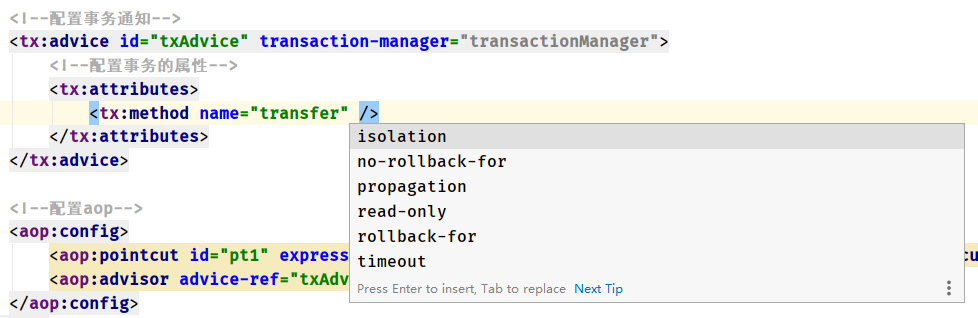 <!--配置事务通知-->
<tx:advice id="txAdvice" transaction-manager="transactionManager">
<!--配置事务的属性-->
<tx:attributes>
<tx:method name="transfer" />
</tx:attributes>
</tx:advice>
<!--配置aop-->
<aop:config>
<aop:pointcut id="pt1" express
<aop:advisor advice-ref="txAdv
</aop:config>
isolation
no-rollback-for
propagation
read-only
rollback-for
timeout
Press Enter to insert, Tab to replace Next Tip